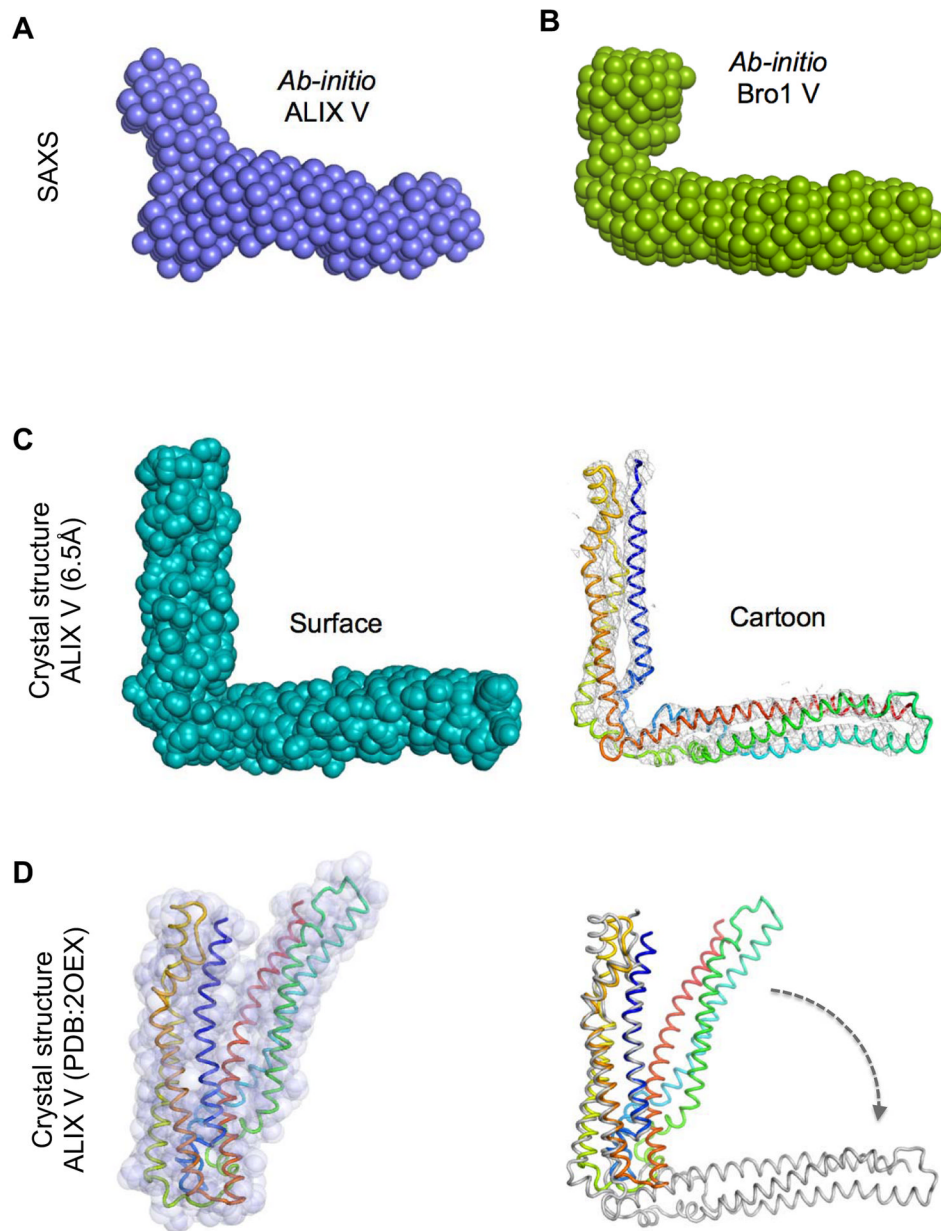 A
Ab-initio
ALIX V
SAXS
B
Ab-initio
Bro1 V
C
Crystal structure
ALIX V (6.5Å)
Surface
Cartoon
D
Crystal structure
ALIX V (PDB:2OEX)